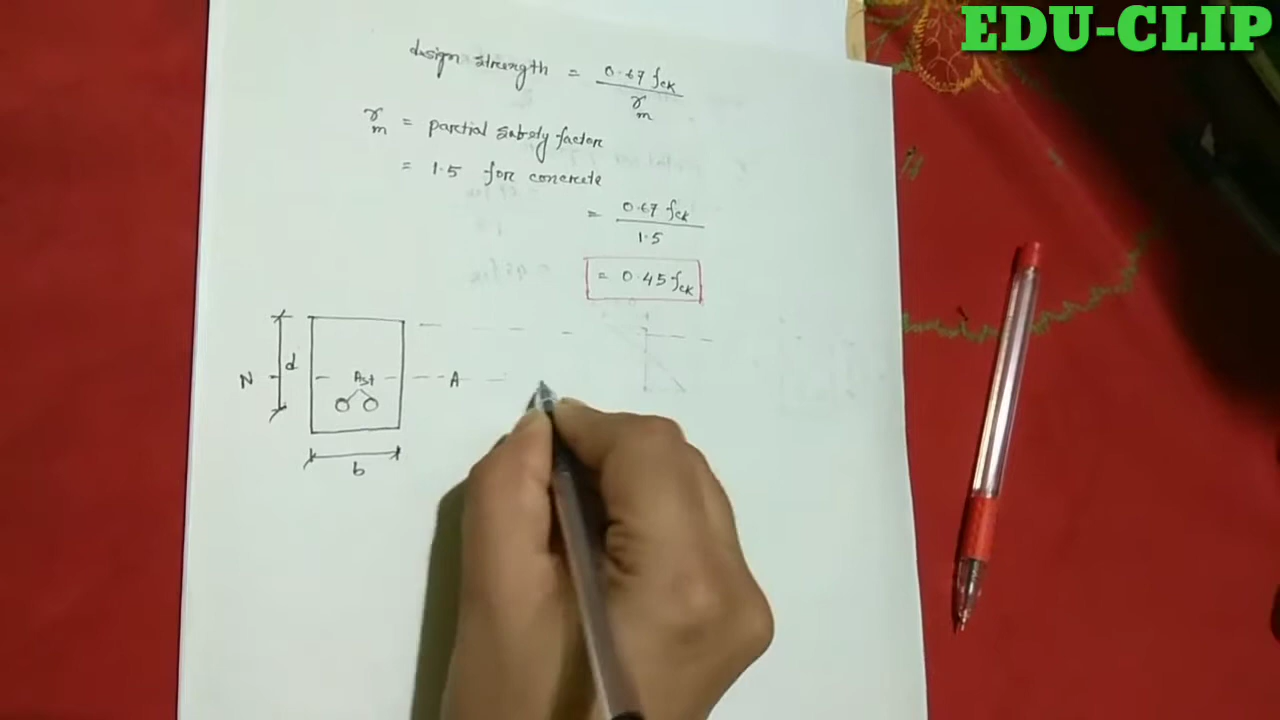 EDU-CLIP
design strength = 0.67 fck / γm
γm = partial safety factor
= 1.5 for concrete
= 0.67 fck / 1.5
= 0.45 fck
d
N
Ast
A
b